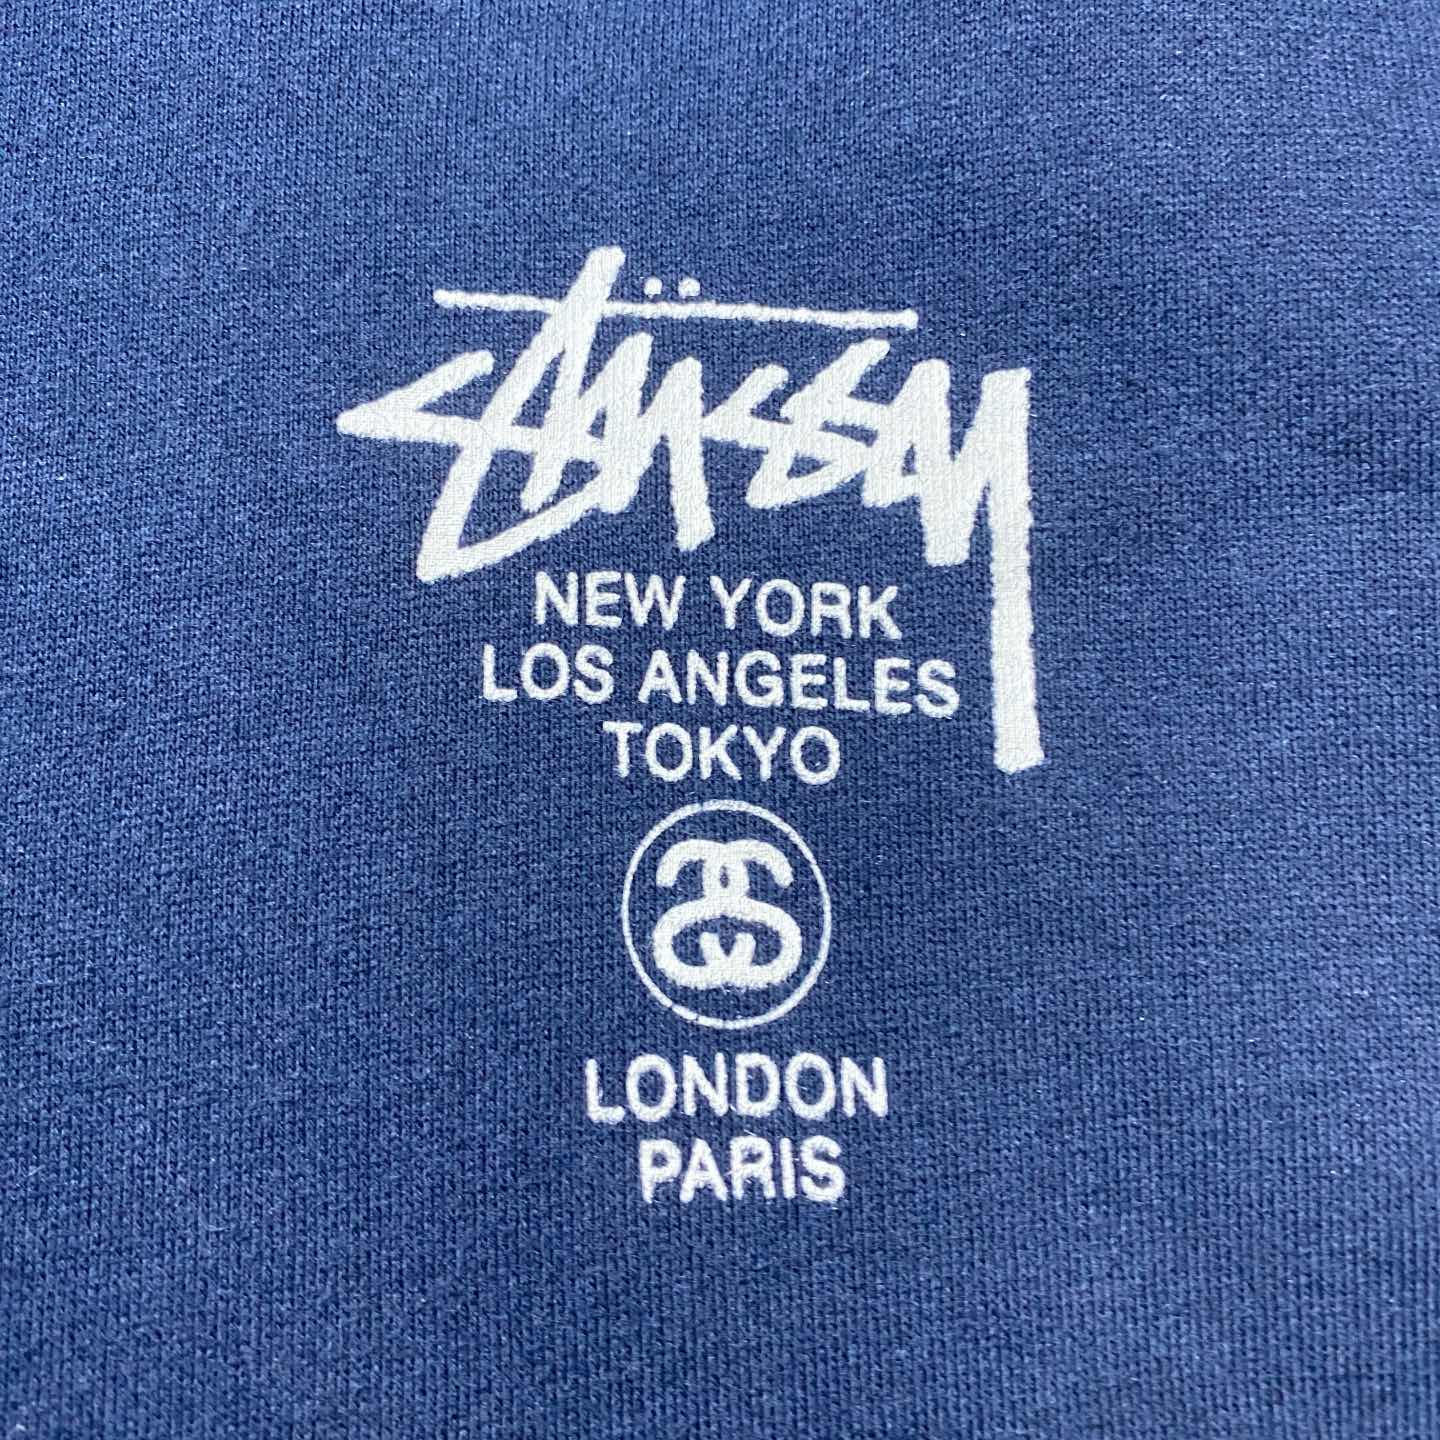 Stüssy
NEW YORK
LOS ANGELES
TOKYO
LONDON
PARIS